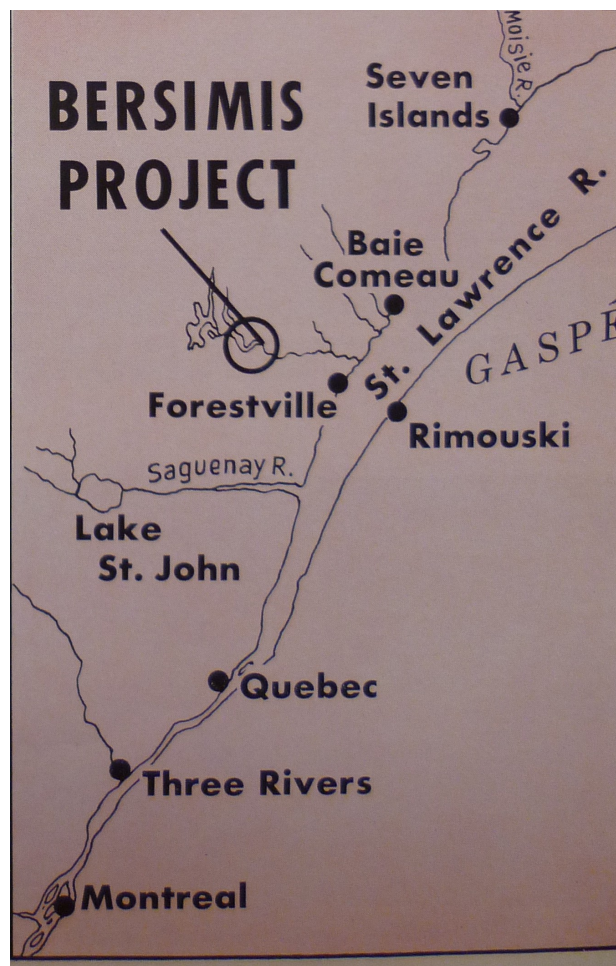 Moisie R.
Seven
Islands
BERSIMIS
PROJECT
St. Lawrence R.
Baie
Comeau
GASPÉ
Forestville
Rimouski
Saguenay R.
Lake
St. John
Quebec
Three Rivers
Montreal